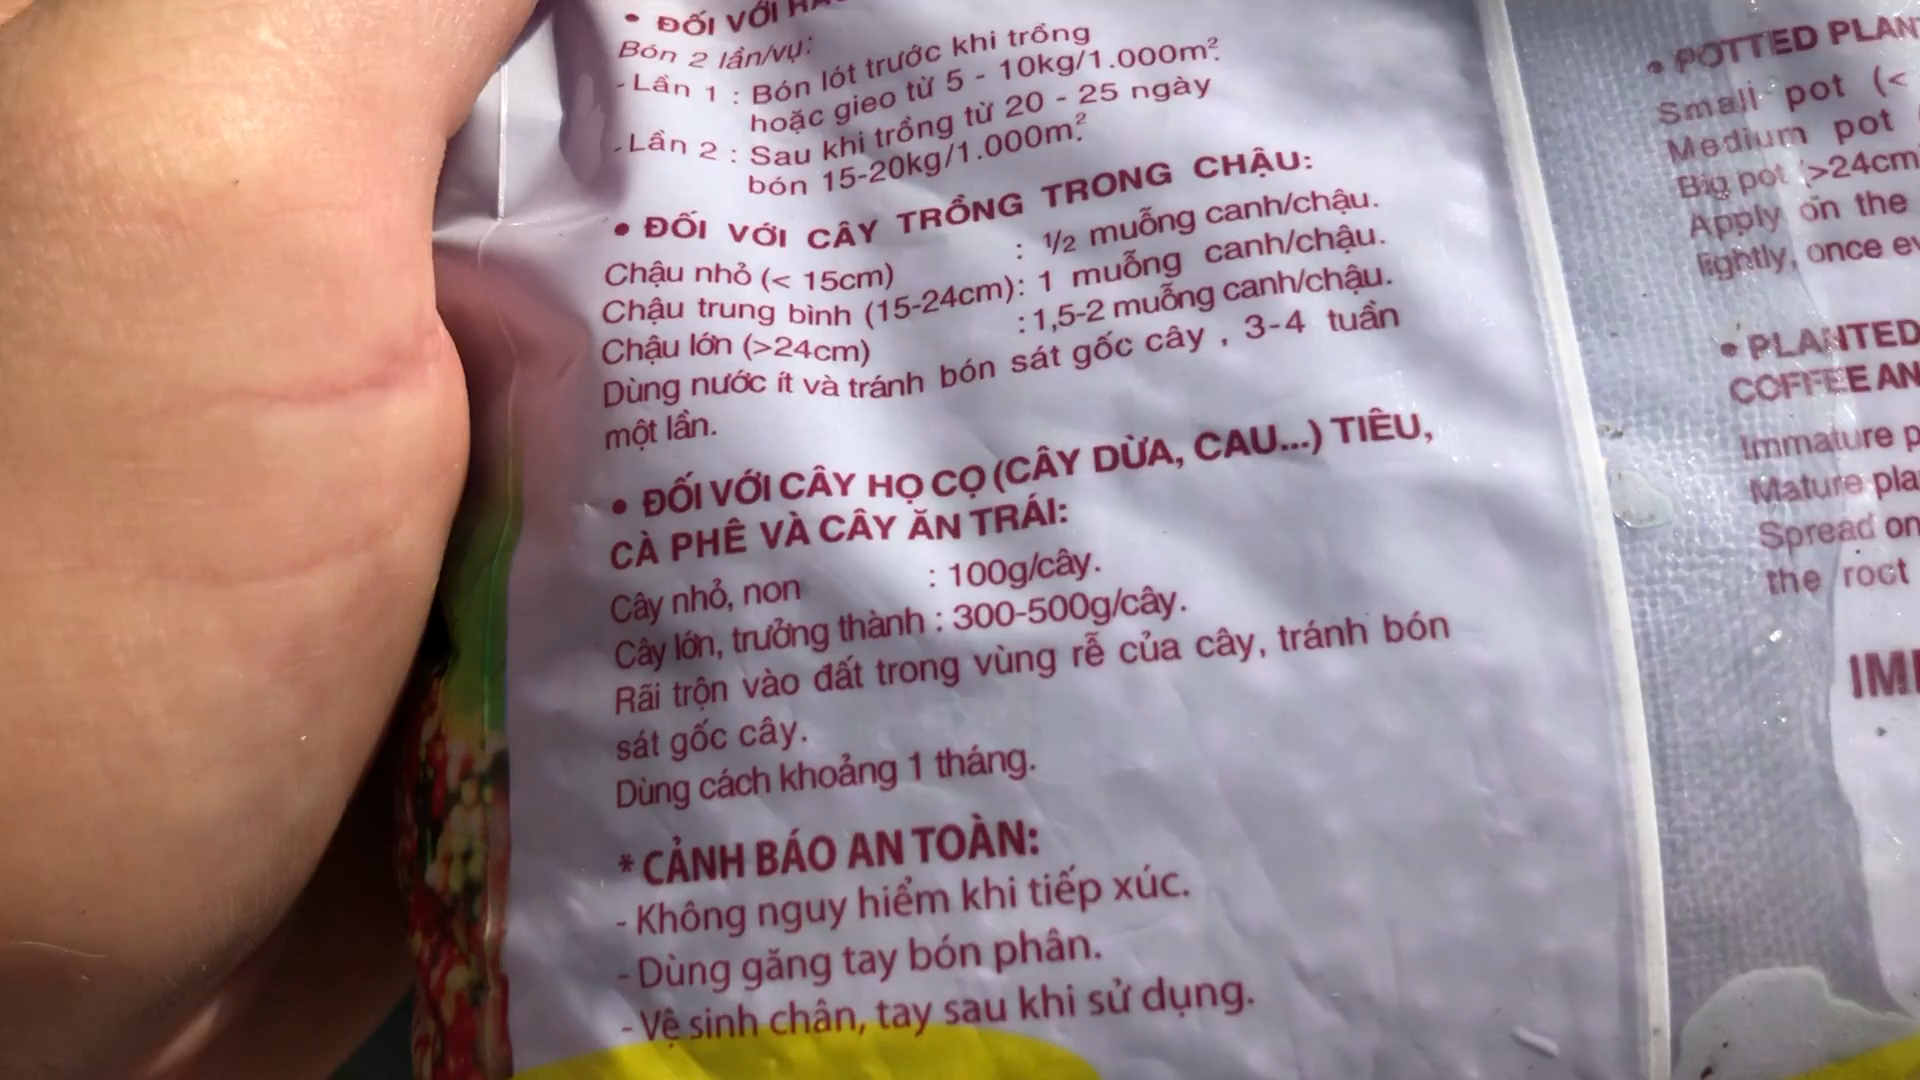 • ĐỐI VỚI
Bón 2 lần/vụ:
- Lần 1 : Bón lót trước khi trồng
hoặc gieo từ 5 - 10kg/1.000m².
- Lần 2 : Sau khi trồng từ 20 - 25 ngày
bón 15-20kg/1.000m².
• ĐỐI VỚI CÂY TRỒNG TRONG CHẬU:
Chậu nhỏ (< 15cm) : ½ muỗng canh/chậu.
Chậu trung bình (15-24cm): 1 muỗng canh/chậu.
Chậu lớn (>24cm) : 1,5-2 muỗng canh/chậu.
Dùng nước ít và tránh bón sát gốc cây , 3-4 tuần
một lần.
• ĐỐI VỚI CÂY HỌ CỌ (CÂY DỪA, CAU...) TIÊU,
CÀ PHÊ VÀ CÂY ĂN TRÁI:
Cây nhỏ, non : 100g/cây.
Cây lớn, trưởng thành : 300-500g/cây.
Rãi trộn vào đất trong vùng rễ của cây, tránh bón
sát gốc cây.
Dùng cách khoảng 1 tháng.
* CẢNH BÁO AN TOÀN:
- Không nguy hiểm khi tiếp xúc.
- Dùng găng tay bón phân.
- Vệ sinh chân, tay sau khi sử dụng.
• POTTED PLAN
Small pot (<
Medium pot
Big pot (>24cm)
Apply on the
lightly, once ev
• PLANTED
COFFEE AN
Immature p
Mature pla
Spread on
the root
IM